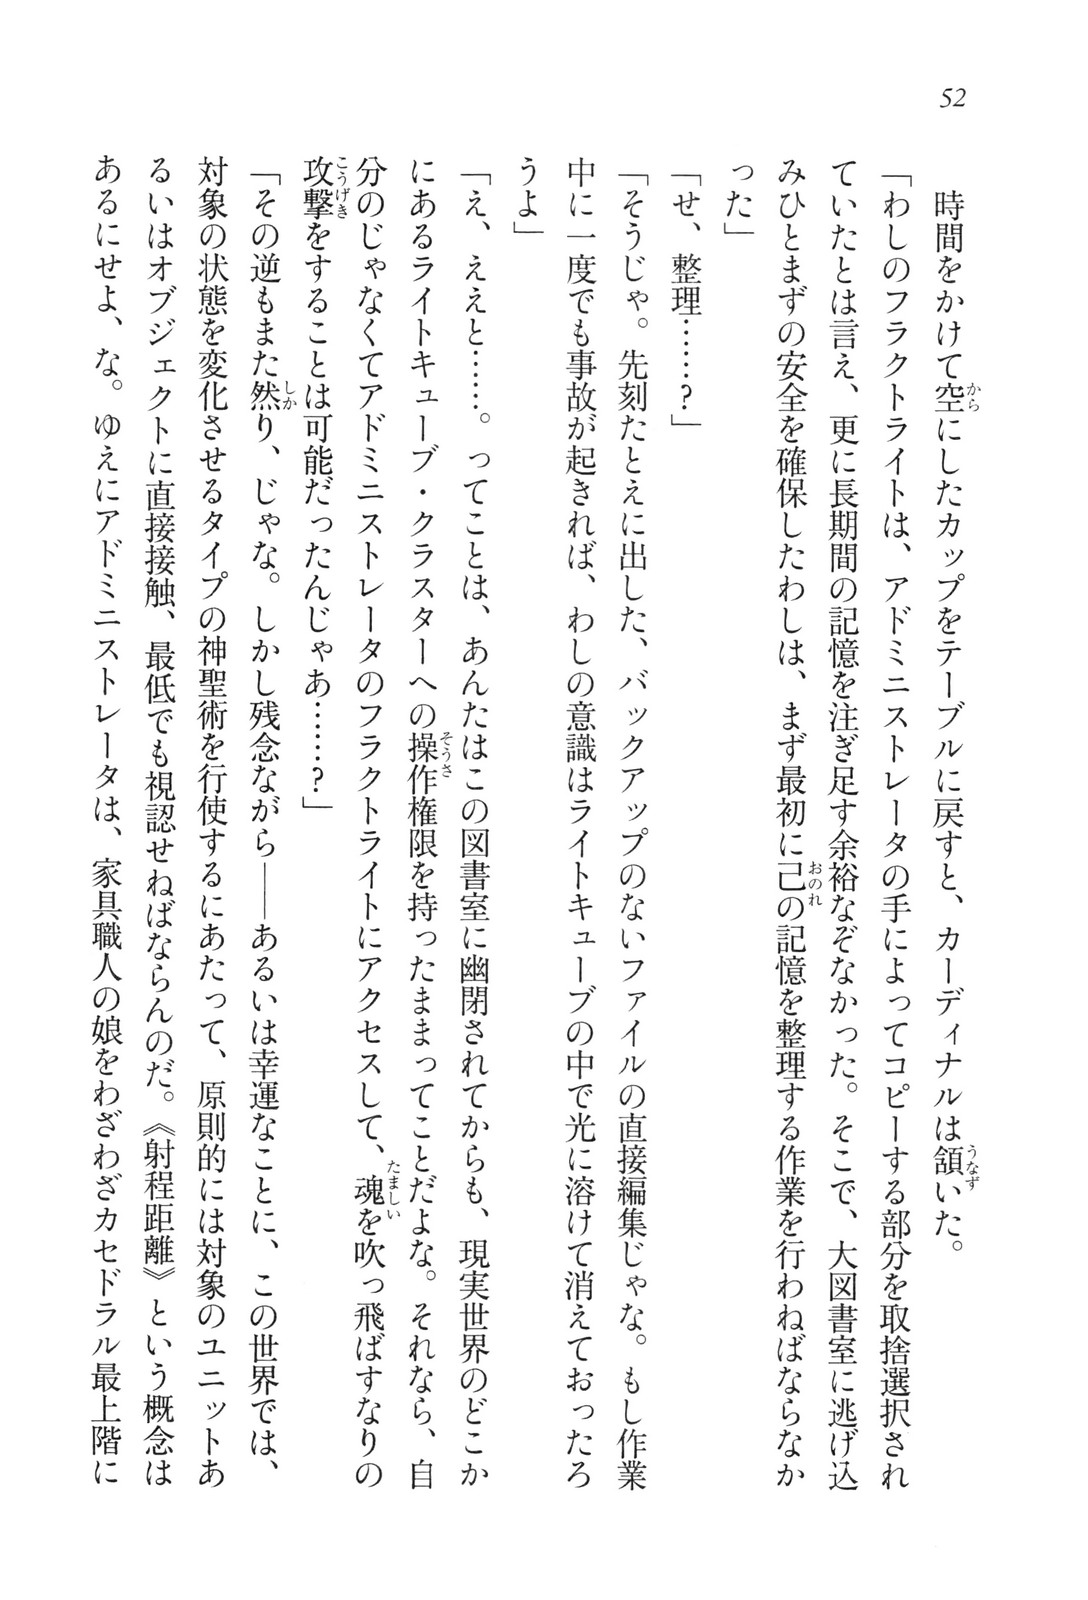 52
時間をかけて空にしたカップをテーブルに戻すと、カーディナルは頷いた。
「わしのフラクトライトは、アドミニストレータの手によってコピーする部分を取捨選択され
ていたとは言え、更に長期間の記憶を注ぎ足す余裕なぞなかった。そこで、大図書室に逃げ込
みひとまずの安全を確保したわしは、まず最初に己の記憶を整理する作業を行わねばならなか
った」
「せ、整理……？」
「そうじゃ。先刻たとえに出した、バックアップのないファイルの直接編集じゃな。もし作業
中に一度でも事故が起きれば、わしの意識はライトキューブの中で光に溶けて消えておったろ
うよ」
「え、ええと……。ってことは、あんたはこの図書室に幽閉されてからも、現実世界のどこか
にあるライトキューブ・クラスターへの操作権限を持ったままってことだよな。それなら、自
分のじゃなくてアドミニストレータのフラクトライトにアクセスして、魂を吹っ飛ばすなりの
攻撃をすることは可能だったんじゃあ……？」
「その逆もまた然り、じゃな。しかし残念ながら――あるいは幸運なことに、この世界では、
対象の状態を変化させるタイプの神聖術を行使するにあたって、原則的には対象のユニットあ
るいはオブジェクトに直接接触、最低でも視認せねばならんのだ。《射程距離》という概念は
あるにせよ、な。ゆえにアドミニストレータは、家具職人の娘をわざわざカセドラル最上階に